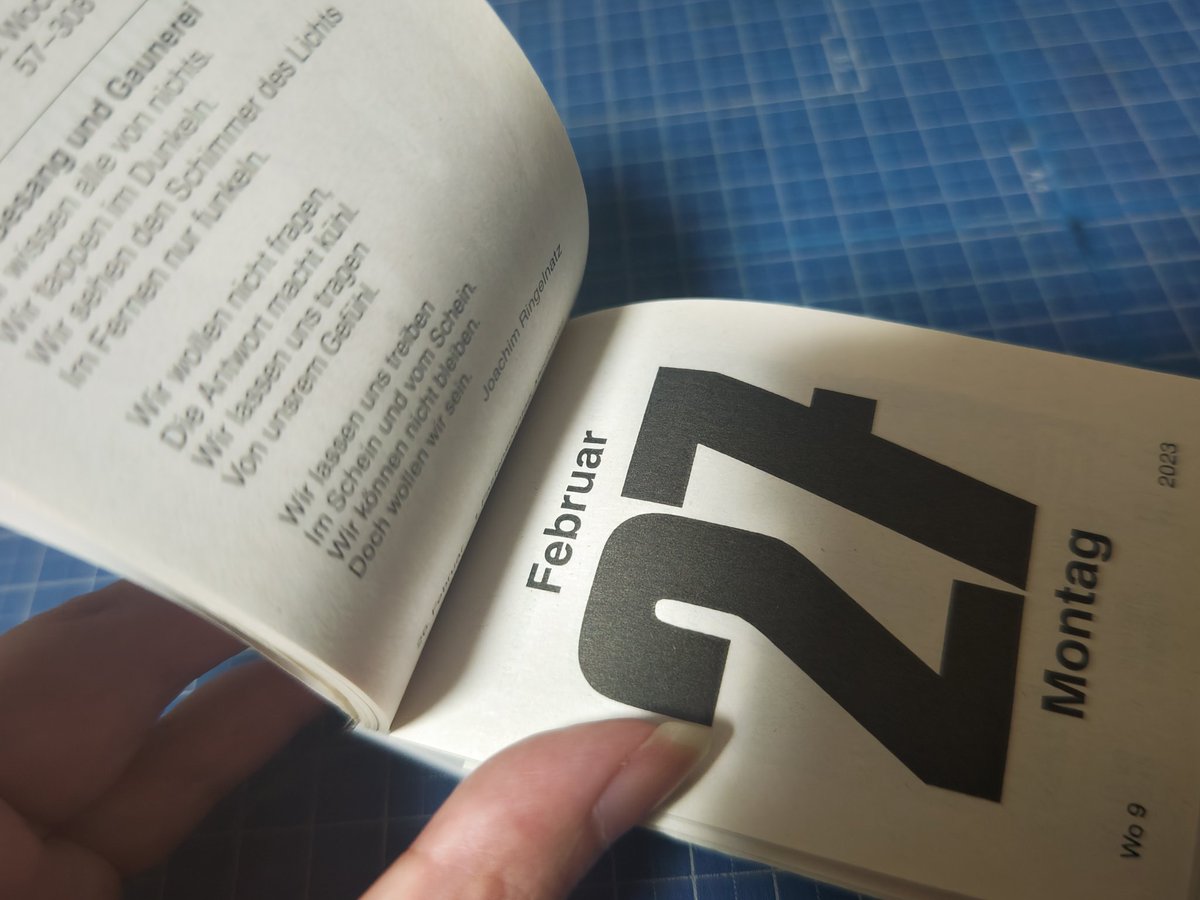 Woc
57–308
esang und Gaunerei
wissen alle von nichts.
Wir tappen im Dunkeln.
Wir sehen den Schimmer des Lichts
Im Fernen nur funkeln.
Wir wollen nicht fragen,
Die Antwort macht kühl.
Wir lassen uns tragen
Von unsrem Gefühl.
Wir lassen uns treiben
Im Schein und vom Schein.
Wir können nicht bleiben.
Doch wollen wir sein.
Joachim Ringelnatz
Februar
27
Montag
2023
Wo 9